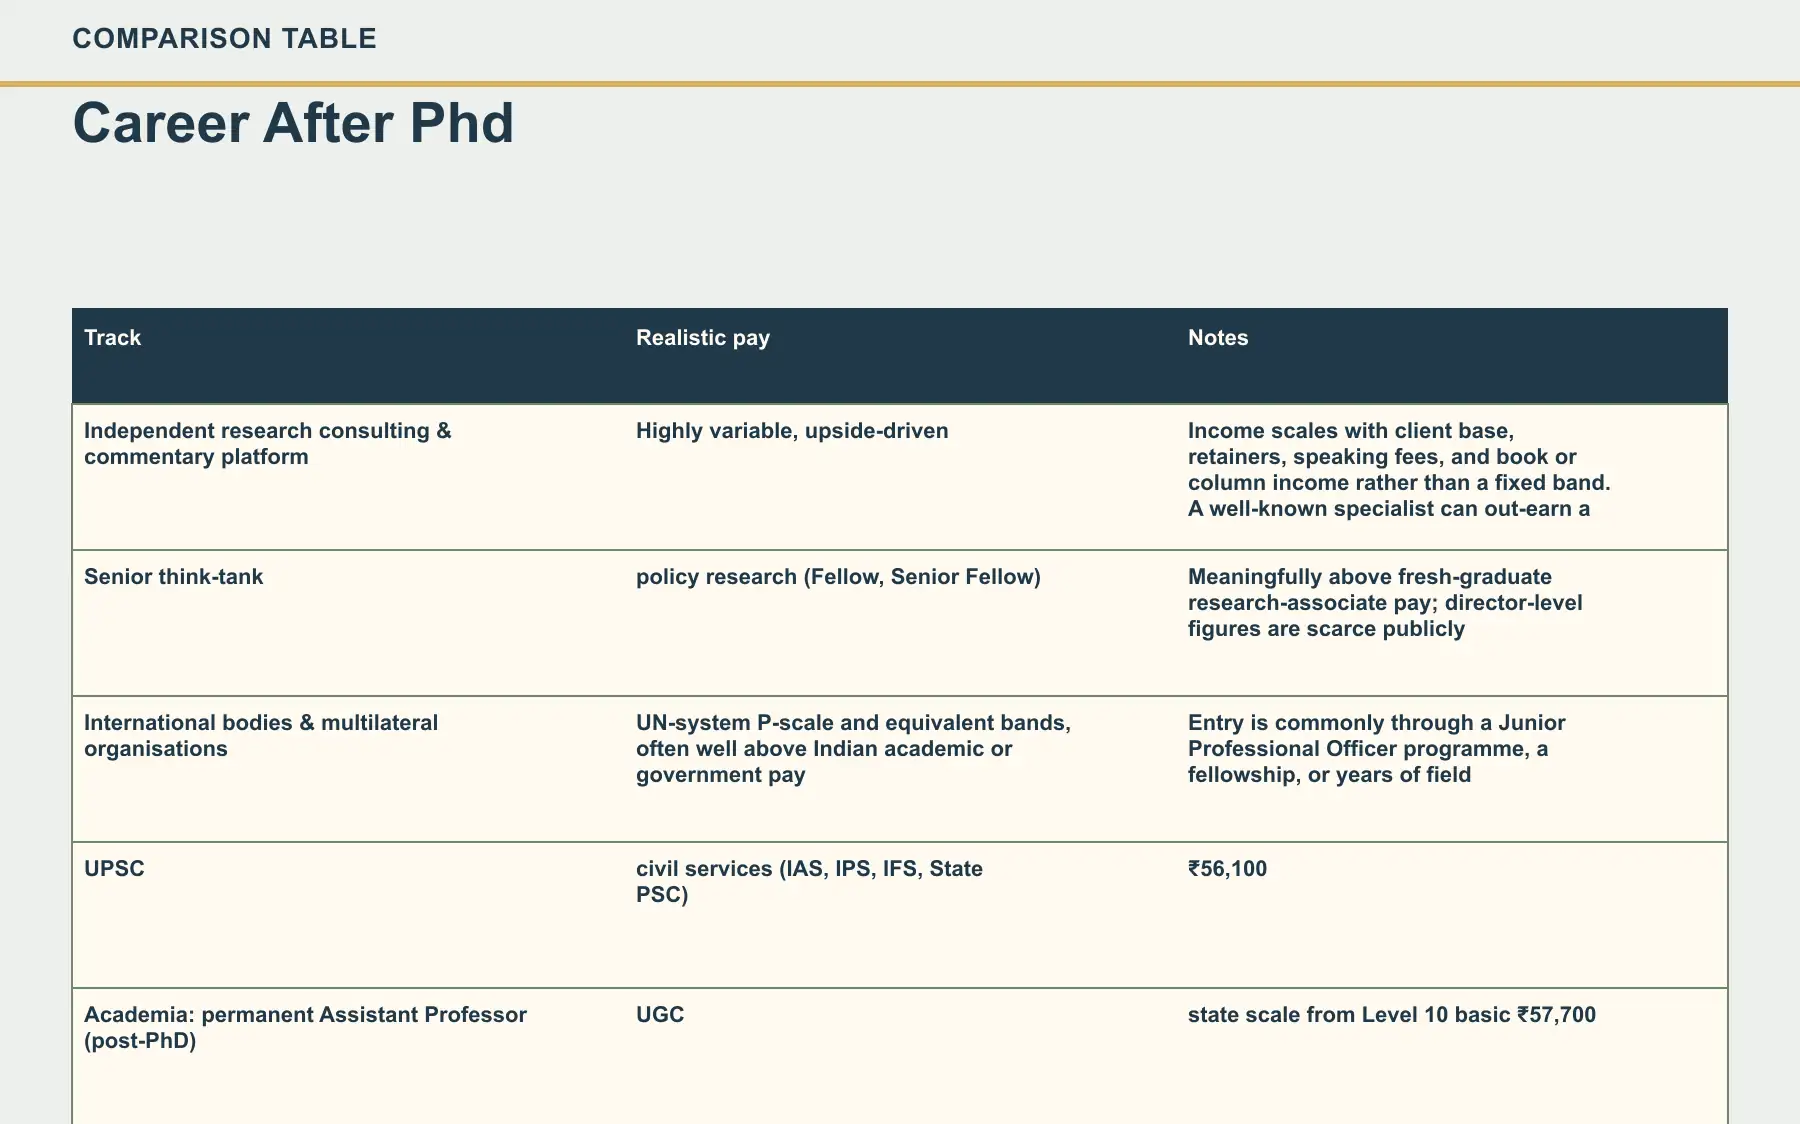 COMPARISON TABLE
Career After Phd
Track
Realistic pay
Notes
Independent research consulting &
commentary platform
Highly variable, upside-driven
Income scales with client base,
retainers, speaking fees, and book or
column income rather than a fixed band.
A well-known specialist can out-earn a
Senior think-tank
policy research (Fellow, Senior Fellow)
Meaningfully above fresh-graduate
research-associate pay; director-level
figures are scarce publicly
International bodies & multilateral
organisations
UN-system P-scale and equivalent bands,
often well above Indian academic or
government pay
Entry is commonly through a Junior
Professional Officer programme, a
fellowship, or years of field
UPSC
civil services (IAS, IPS, IFS, State
PSC)
₹56,100
Academia: permanent Assistant Professor
(post-PhD)
UGC
state scale from Level 10 basic ₹57,700